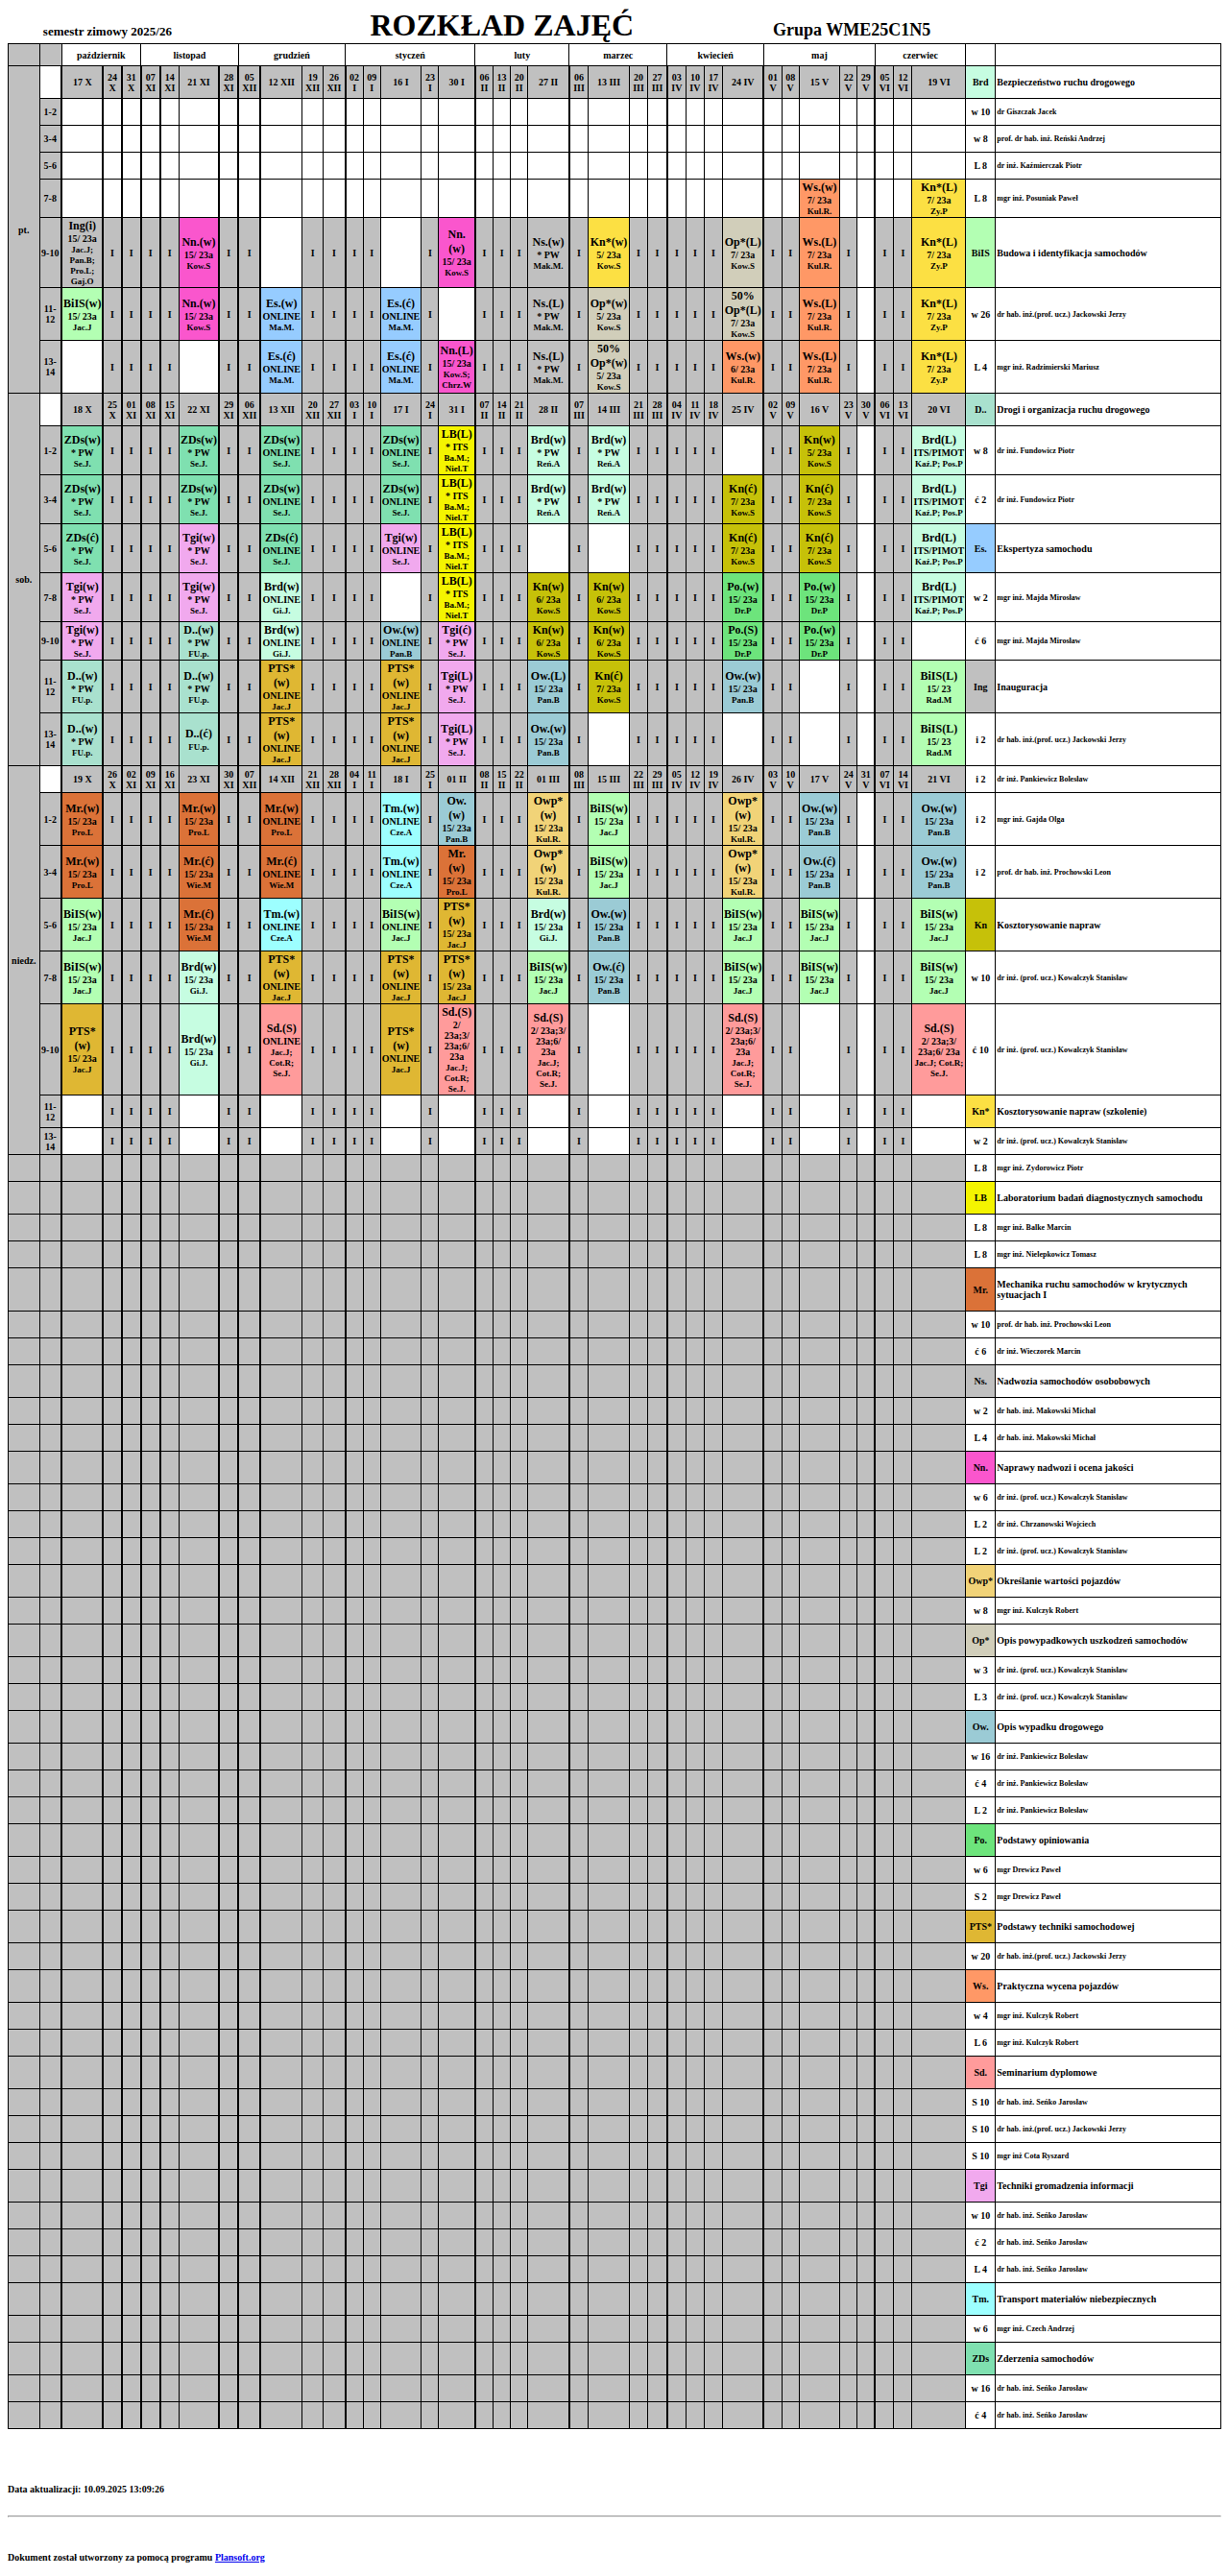 semestr zimowy 2025/26 ROZKŁAD ZAJĘĆ Grupa WME25C1N5
październik listopad grudzień styczeń luty marzec kwiecień maj czerwiec
pt. 17 X 24 X 31 X 07 XI 14 XI 21 XI 28 XI 05 XII 12 XII 19 XII 26 XII 02 I 09 I 16 I 23 I 30 I 06 II 13 II 20 II 27 II 06 III 13 III 20 III 27 III 03 IV 10 IV 17 IV 24 IV 01 V 08 V 15 V 22 V 29 V 05 VI 12 VI 19 VI Brd Bezpieczeństwo ruchu drogowego
1-2 w 10 dr Giszczak Jacek
3-4 w 8 prof. dr hab. inż. Reński Andrzej
5-6 L 8 dr inż. Kaźmierczak Piotr
7-8 Ws.(w) 7/ 23a Kul.R. Kn*(L) 7/ 23a Zy.P L 8 mgr inż. Posuniak Paweł
9-10 Ing(i) 15/ 23a Jac.J; Pan.B; Pro.L; Gaj.O I I I I Nn.(w) 15/ 23a Kow.S I I I I I I I Nn.(w) 15/ 23a Kow.S I I I Ns.(w) * PW Mak.M. I Kn*(w) 5/ 23a Kow.S I I I I I Op*(L) 7/ 23a Kow.S I I Ws.(L) 7/ 23a Kul.R. I I I Kn*(L) 7/ 23a Zy.P BiIS Budowa i identyfikacja samochodów
11-12 BiIS(w) 15/ 23a Jac.J I I I I Nn.(w) 15/ 23a Kow.S I I Es.(w) ONLINE Ma.M. I I I I Es.(ć) ONLINE Ma.M. I I I I Ns.(L) * PW Mak.M. I Op*(w) 5/ 23a Kow.S I I I I I 50% Op*(L) 7/ 23a Kow.S I I Ws.(L) 7/ 23a Kul.R. I I I Kn*(L) 7/ 23a Zy.P w 26 dr hab. inż.(prof. ucz.) Jackowski Jerzy
13-14 I I I I I I Es.(ć) ONLINE Ma.M. I I I I Es.(ć) ONLINE Ma.M. I Nn.(L) 15/ 23a Kow.S; Chrz.W I I I Ns.(L) * PW Mak.M. I 50% Op*(w) 5/ 23a Kow.S I I I I I Ws.(w) 6/ 23a Kul.R. I I Ws.(L) 7/ 23a Kul.R. I I I Kn*(L) 7/ 23a Zy.P L 4 mgr inż. Radzimierski Mariusz
sob. 18 X 25 X 01 XI 08 XI 15 XI 22 XI 29 XI 06 XII 13 XII 20 XII 27 XII 03 I 10 I 17 I 24 I 31 I 07 II 14 II 21 II 28 II 07 III 14 III 21 III 28 III 04 IV 11 IV 18 IV 25 IV 02 V 09 V 16 V 23 V 30 V 06 VI 13 VI 20 VI D.. Drogi i organizacja ruchu drogowego
1-2 ZDs(w) * PW Se.J. I I I I ZDs(w) * PW Se.J. I I ZDs(w) ONLINE Se.J. I I I I ZDs(w) ONLINE Se.J. I LB(L) * ITS Ba.M.; Niel.T I I I Brd(w) * PW Reń.A I Brd(w) * PW Reń.A I I I I I I I Kn(w) 5/ 23a Kow.S I I I Brd(L) ITS/PIMOT Kaź.P; Pos.P w 8 dr inż. Fundowicz Piotr
3-4 ZDs(w) * PW Se.J. I I I I ZDs(w) * PW Se.J. I I ZDs(w) ONLINE Se.J. I I I I ZDs(w) ONLINE Se.J. I LB(L) * ITS Ba.M.; Niel.T I I I Brd(w) * PW Reń.A I Brd(w) * PW Reń.A I I I I I Kn(ć) 7/ 23a Kow.S I I Kn(ć) 7/ 23a Kow.S I I I Brd(L) ITS/PIMOT Kaź.P; Pos.P ć 2 dr inż. Fundowicz Piotr
5-6 ZDs(ć) * PW Se.J. I I I I Tgi(w) * PW Se.J. I I ZDs(ć) ONLINE Se.J. I I I I Tgi(w) ONLINE Se.J. I LB(L) * ITS Ba.M.; Niel.T I I I I I I I I I Kn(ć) 7/ 23a Kow.S I I Kn(ć) 7/ 23a Kow.S I I I Brd(L) ITS/PIMOT Kaź.P; Pos.P Es. Ekspertyza samochodu
7-8 Tgi(w) * PW Se.J. I I I I Tgi(w) * PW Se.J. I I Brd(w) ONLINE Gi.J. I I I I I LB(L) * ITS Ba.M.; Niel.T I I I Kn(w) 6/ 23a Kow.S I Kn(w) 6/ 23a Kow.S I I I I I Po.(w) 15/ 23a Dr.P I I Po.(w) 15/ 23a Dr.P I I I Brd(L) ITS/PIMOT Kaź.P; Pos.P w 2 mgr inż. Majda Mirosław
9-10 Tgi(w) * PW Se.J. I I I I D..(w) * PW FU.p. I I Brd(w) ONLINE Gi.J. I I I I Ow.(w) ONLINE Pan.B I Tgi(ć) * PW Se.J. I I I Kn(w) 6/ 23a Kow.S I Kn(w) 6/ 23a Kow.S I I I I I Po.(S) 15/ 23a Dr.P I I Po.(w) 15/ 23a Dr.P I I I ć 6 mgr inż. Majda Mirosław
11-12 D..(w) * PW FU.p. I I I I D..(w) * PW FU.p. I I PTS*(w) ONLINE Jac.J I I I I PTS*(w) ONLINE Jac.J I Tgi(L) * PW Se.J. I I I Ow.(L) 15/ 23a Pan.B I Kn(ć) 7/ 23a Kow.S I I I I I Ow.(w) 15/ 23a Pan.B I I I I I BiIS(L) 15/ 23 Rad.M Ing Inauguracja
13-14 D..(w) * PW FU.p. I I I I D..(ć) FU.p. I I PTS*(w) ONLINE Jac.J I I I I PTS*(w) ONLINE Jac.J I Tgi(L) * PW Se.J. I I I Ow.(w) 15/ 23a Pan.B I I I I I I I I I I I BiIS(L) 15/ 23 Rad.M i 2 dr hab. inż.(prof. ucz.) Jackowski Jerzy
niedz. 19 X 26 X 02 XI 09 XI 16 XI 23 XI 30 XI 07 XII 14 XII 21 XII 28 XII 04 I 11 I 18 I 25 I 01 II 08 II 15 II 22 II 01 III 08 III 15 III 22 III 29 III 05 IV 12 IV 19 IV 26 IV 03 V 10 V 17 V 24 V 31 V 07 VI 14 VI 21 VI i 2 dr inż. Pankiewicz Bolesław
1-2 Mr.(w) 15/ 23a Pro.L I I I I Mr.(w) 15/ 23a Pro.L I I Mr.(w) ONLINE Pro.L I I I I Tm.(w) ONLINE Cze.A I Ow.(w) 15/ 23a Pan.B I I I Owp*(w) 15/ 23a Kul.R. I BiIS(w) 15/ 23a Jac.J I I I I I Owp*(w) 15/ 23a Kul.R. I I Ow.(w) 15/ 23a Pan.B I I I Ow.(w) 15/ 23a Pan.B i 2 mgr inż. Gajda Olga
3-4 Mr.(w) 15/ 23a Pro.L I I I I Mr.(ć) 15/ 23a Wie.M I I Mr.(ć) ONLINE Wie.M I I I I Tm.(w) ONLINE Cze.A I Mr.(w) 15/ 23a Pro.L I I I Owp*(w) 15/ 23a Kul.R. I BiIS(w) 15/ 23a Jac.J I I I I I Owp*(w) 15/ 23a Kul.R. I I Ow.(ć) 15/ 23a Pan.B I I I Ow.(w) 15/ 23a Pan.B i 2 prof. dr hab. inż. Prochowski Leon
5-6 BiIS(w) 15/ 23a Jac.J I I I I Mr.(ć) 15/ 23a Wie.M I I Tm.(w) ONLINE Cze.A I I I I BiIS(w) ONLINE Jac.J I PTS*(w) 15/ 23a Jac.J I I I Brd(w) 15/ 23a Gi.J. I Ow.(w) 15/ 23a Pan.B I I I I I BiIS(w) 15/ 23a Jac.J I I BiIS(w) 15/ 23a Jac.J I I I BiIS(w) 15/ 23a Jac.J Kn Kosztorysowanie napraw
7-8 BiIS(w) 15/ 23a Jac.J I I I I Brd(w) 15/ 23a Gi.J. I I PTS*(w) ONLINE Jac.J I I I I PTS*(w) ONLINE Jac.J I PTS*(w) 15/ 23a Jac.J I I I BiIS(w) 15/ 23a Jac.J I Ow.(ć) 15/ 23a Pan.B I I I I I BiIS(w) 15/ 23a Jac.J I I BiIS(w) 15/ 23a Jac.J I I I BiIS(w) 15/ 23a Jac.J w 10 dr inż. (prof. ucz.) Kowalczyk Stanisław
9-10 PTS*(w) 15/ 23a Jac.J I I I I Brd(w) 15/ 23a Gi.J. I I Sd.(S) ONLINE Jac.J; Cot.R; Se.J. I I I I PTS*(w) ONLINE Jac.J I Sd.(S) 2/ 23a;3/ 23a;6/ 23a Jac.J; Cot.R; Se.J. I I I Sd.(S) 2/ 23a;3/ 23a;6/ 23a Jac.J; Cot.R; Se.J. I I I I I I Sd.(S) 2/ 23a;3/ 23a;6/ 23a Jac.J; Cot.R; Se.J. I I I I I Sd.(S) 2/ 23a;3/ 23a;6/ 23a Jac.J; Cot.R; Se.J. ć 10 dr inż. (prof. ucz.) Kowalczyk Stanisław
11-12 I I I I I I I I I I I I I I I I I I I I I I I I I Kn* Kosztorysowanie napraw (szkolenie)
13-14 I I I I I I I I I I I I I I I I I I I I I I I I I w 2 dr inż. (prof. ucz.) Kowalczyk Stanisław
L 8 mgr inż. Zydorowicz Piotr
LB Laboratorium badań diagnostycznych samochodu
L 8 mgr inż. Balke Marcin
L 8 mgr inż. Nielepkowicz Tomasz
Mr. Mechanika ruchu samochodów w krytycznych
sytuacjach I
w 10 prof. dr hab. inż. Prochowski Leon
ć 6 dr inż. Wieczorek Marcin
Ns. Nadwozia samochodów osobobowych
w 2 dr hab. inż. Makowski Michał
L 4 dr hab. inż. Makowski Michał
Nn. Naprawy nadwozi i ocena jakości
w 6 dr inż. (prof. ucz.) Kowalczyk Stanisław
L 2 dr inż. Chrzanowski Wojciech
L 2 dr inż. (prof. ucz.) Kowalczyk Stanisław
Owp* Określanie wartości pojazdów
w 8 mgr inż. Kulczyk Robert
Op* Opis powypadkowych uszkodzeń samochodów
w 3 dr inż. (prof. ucz.) Kowalczyk Stanisław
L 3 dr inż. (prof. ucz.) Kowalczyk Stanisław
Ow. Opis wypadku drogowego
w 16 dr inż. Pankiewicz Bolesław
ć 4 dr inż. Pankiewicz Bolesław
L 2 dr inż. Pankiewicz Bolesław
Po. Podstawy opiniowania
w 6 mgr Drewicz Paweł
S 2 mgr Drewicz Paweł
PTS* Podstawy techniki samochodowej
w 20 dr hab. inż.(prof. ucz.) Jackowski Jerzy
Ws. Praktyczna wycena pojazdów
w 4 mgr inż. Kulczyk Robert
L 6 mgr inż. Kulczyk Robert
Sd. Seminarium dyplomowe
S 10 dr hab. inż. Seńko Jarosław
S 10 dr hab. inż.(prof. ucz.) Jackowski Jerzy
S 10 mgr inż Cota Ryszard
Tgi Techniki gromadzenia informacji
w 10 dr hab. inż. Seńko Jarosław
ć 2 dr hab. inż. Seńko Jarosław
L 4 dr hab. inż. Seńko Jarosław
Tm. Transport materiałów niebezpiecznych
w 6 mgr inż. Czech Andrzej
ZDs Zderzenia samochodów
w 16 dr hab. inż. Seńko Jarosław
ć 4 dr hab. inż. Seńko Jarosław
Data aktualizacji: 10.09.2025 13:09:26
Dokument został utworzony za pomocą programu Plansoft.org